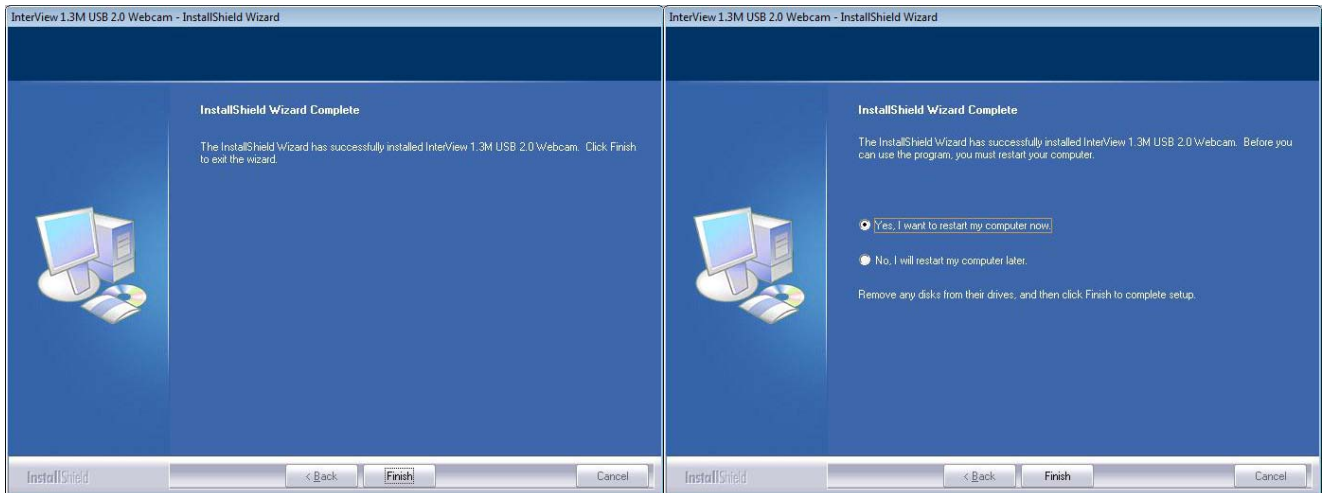 InterView 1.3M USB 2.0 Webcam - InstallShield Wizard
InstallShield Wizard Complete
The InstallShield Wizard has successfully installed InterView 1.3M USB 2.0 Webcam. Click Finish
to exit the wizard.
InstallShield
< Back
Finish
Cancel
InterView 1.3M USB 2.0 Webcam - InstallShield Wizard
InstallShield Wizard Complete
The InstallShield Wizard has successfully installed InterView 1.3M USB 2.0 Webcam. Before you
can use the program, you must restart your computer.
Yes, I want to restart my computer now.
No, I will restart my computer later.
Remove any disks from their drives, and then click Finish to complete setup.
InstallShield
< Back
Finish
Cancel